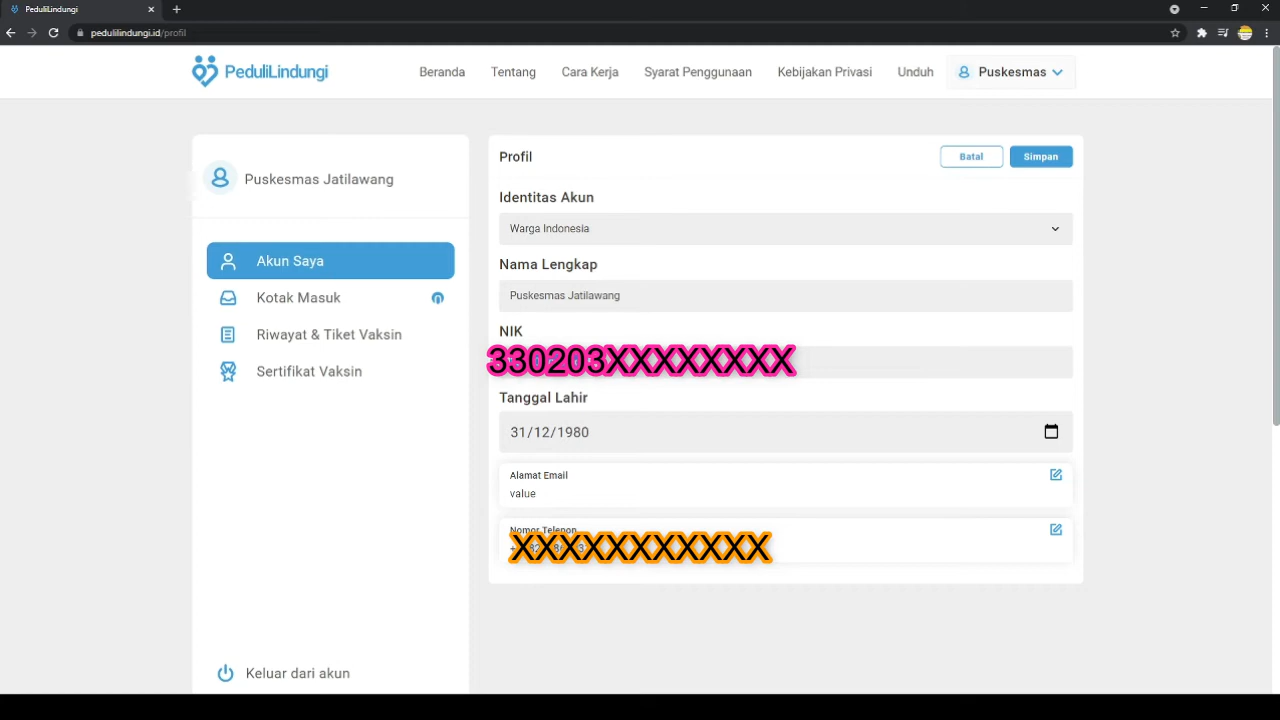 PeduliLindungi
pedulilindungi.id/profil
PeduliLindungi
Beranda
Tentang
Cara Kerja
Syarat Penggunaan
Kebijakan Privasi
Unduh
Puskesmas
Puskesmas Jatilawang
Akun Saya
Kotak Masuk
Riwayat & Tiket Vaksin
Sertifikat Vaksin
Keluar dari akun
Profil
Batal
Simpan
Identitas Akun
Warga Indonesia
Nama Lengkap
Puskesmas Jatilawang
NIK
330203XXXXXXXX
Tanggal Lahir
31/12/1980
Alamat Email
value
Nomor Telepon
XXXXXXXXXXX